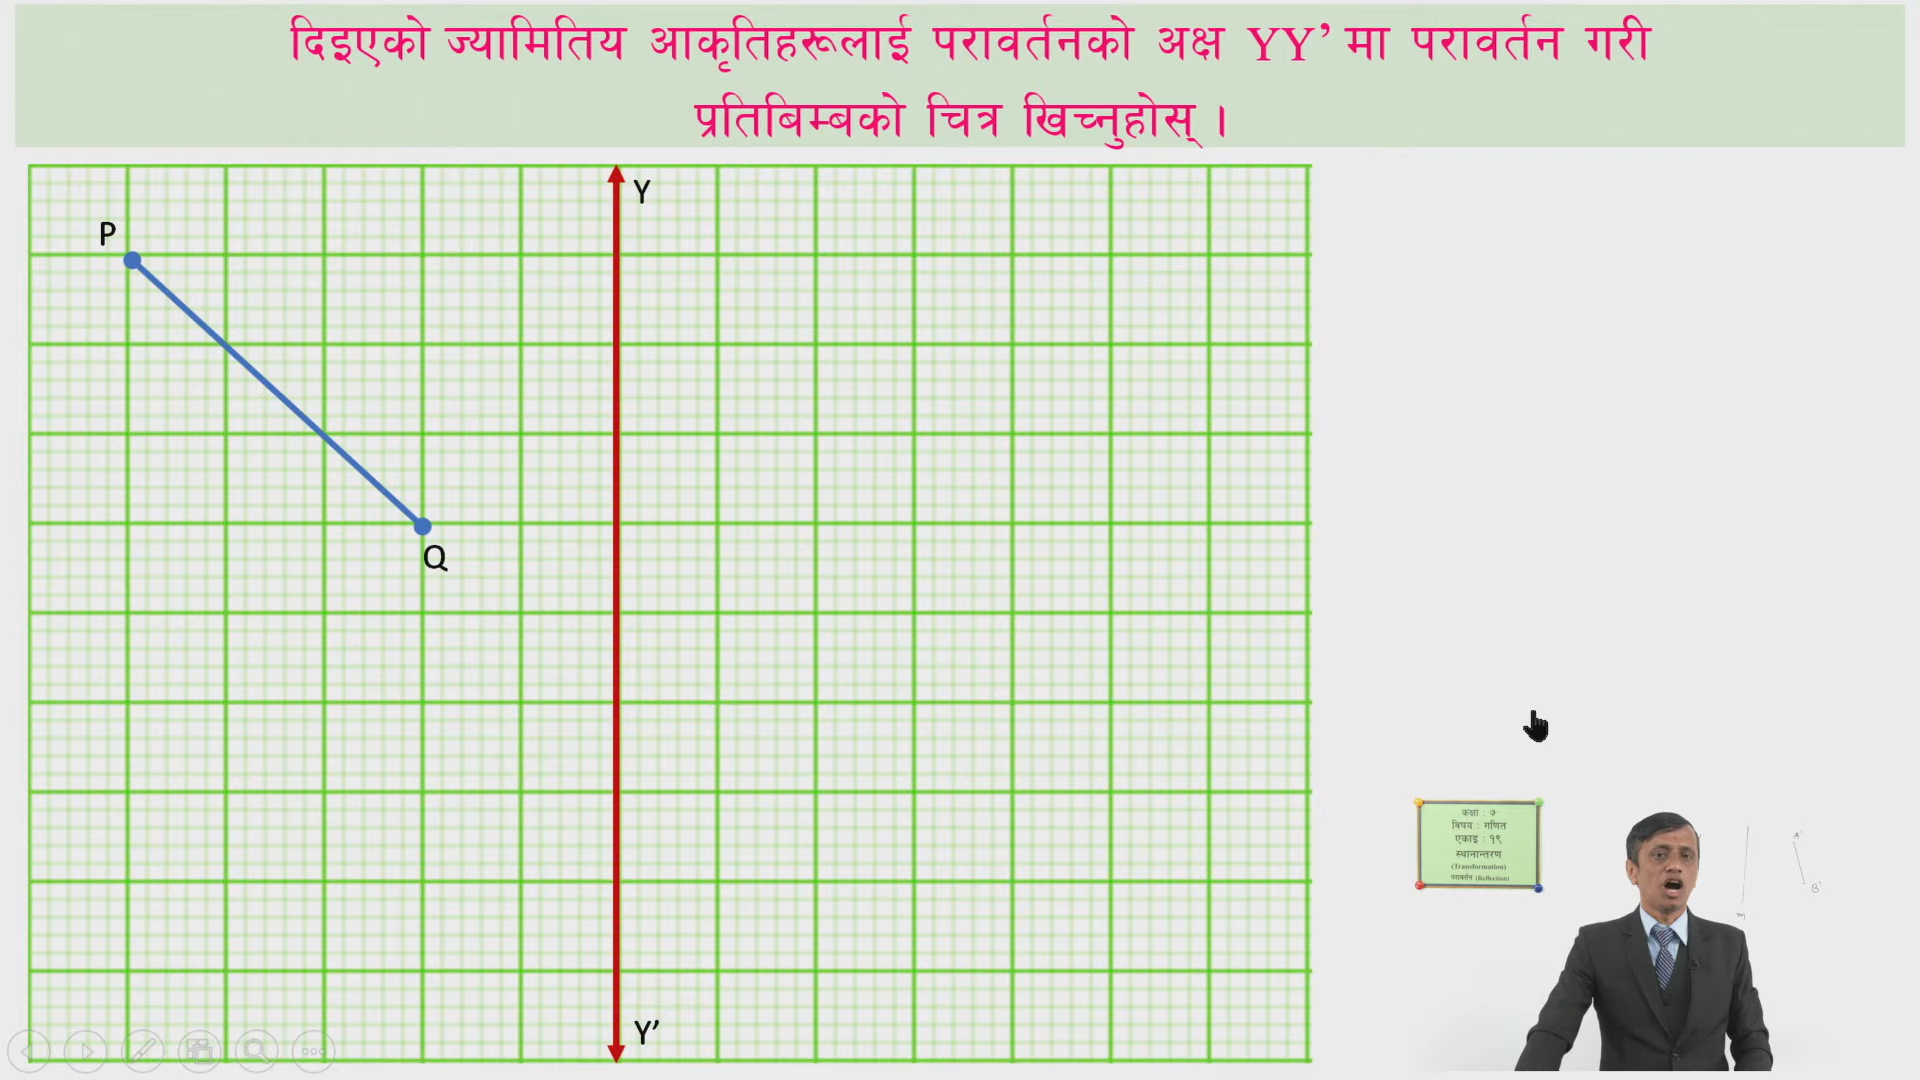 दिइएको ज्यामितिय आकृतिहरूलाई परावर्तनको अक्ष YY’ मा परावर्तन गरी
प्रतिबिम्बको चित्र खिच्नुहोस् ।
Y
P
Q
Y’
कक्षा : ७
विषय : गणित
एकाइ : १९
स्थानान्तरण
(Transformation)
परावर्तन (Reflection)
A'
B'